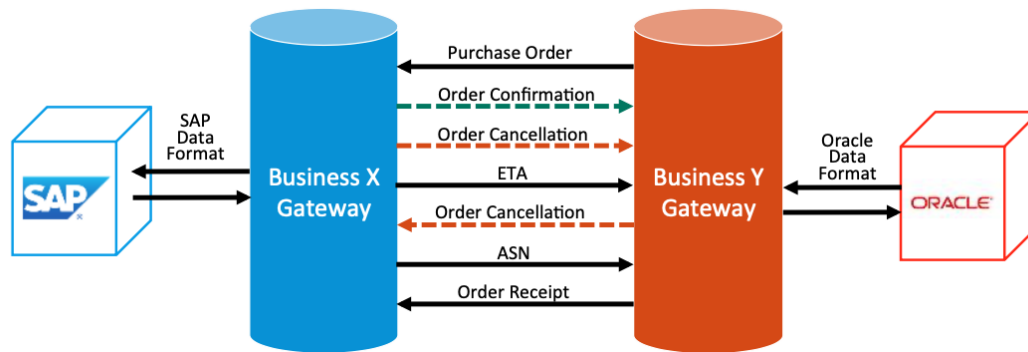 Purchase Order
Order Confirmation
SAP
Data
Format
Order Cancellation
Oracle
Data
Format
SAP
Business X
Gateway
ETA
Business Y
Gateway
ORACLE
Order Cancellation
ASN
Order Receipt